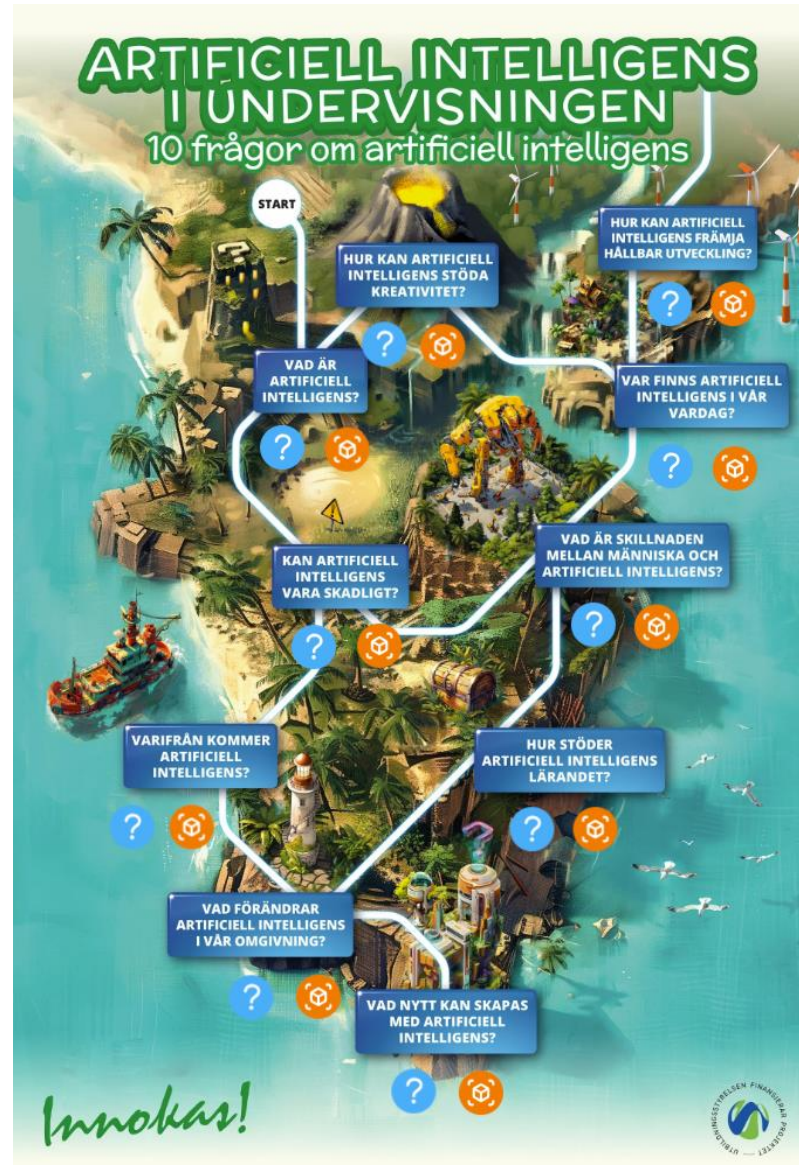 ARTIFICIELL INTELLIGENS
I UNDERVISNINGEN
10 frågor om artificiell intelligens
START
HUR KAN ARTIFICIELL
INTELLIGENS STÖDA
KREATIVITET?
HUR KAN ARTIFICIELL
INTELLIGENS FRÄMJA
HÅLLBAR UTVECKLING?
VAD ÄR
ARTIFICIELL
INTELLIGENS?
VAR FINNS ARTIFICIELL
INTELLIGENS I VÅR
VARDAG?
KAN ARTIFICIELL
INTELLIGENS
VARA SKADLIGT?
VAD ÄR SKILLNADEN
MELLAN MÄNNISKA OCH
ARTIFICIELL INTELLIGENS?
VARIFRÅN KOMMER
ARTIFICIELL
INTELLIGENS?
HUR STÖDER
ARTIFICIELL INTELLIGENS
LÄRANDET?
VAD FÖRÄNDRAR
ARTIFICIELL INTELLIGENS
I VÅR OMGIVNING?
VAD NYTT KAN SKAPAS
MED ARTIFICIELL
INTELLIGENS?
Innokas!
UTBILDNINGSSTYRELSEN FINANSIERAR PROJEKTET